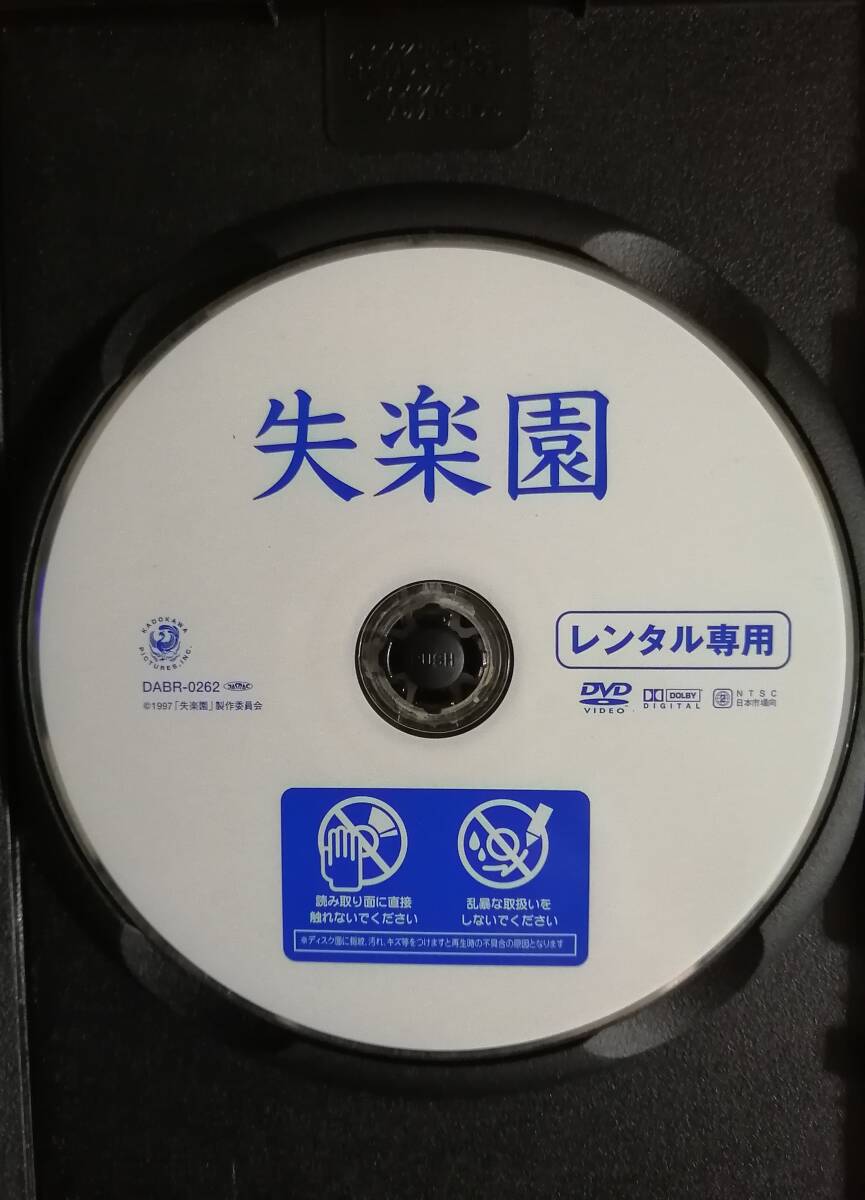 失楽園
KADOKAWA
PICTURES, INC.
DABR-0262
©1997「失楽園」製作委員会
PUSH
レンタル専用
DVD
VIDEO
DOLBY
DIGITAL
2
NTSC
日本市場向
読み取り面に直接
触れないでください
乱暴な取扱いを
しないでください
※ディスク面に指紋、汚れ、キズ等をつけますと再生時の不具合の原因となります